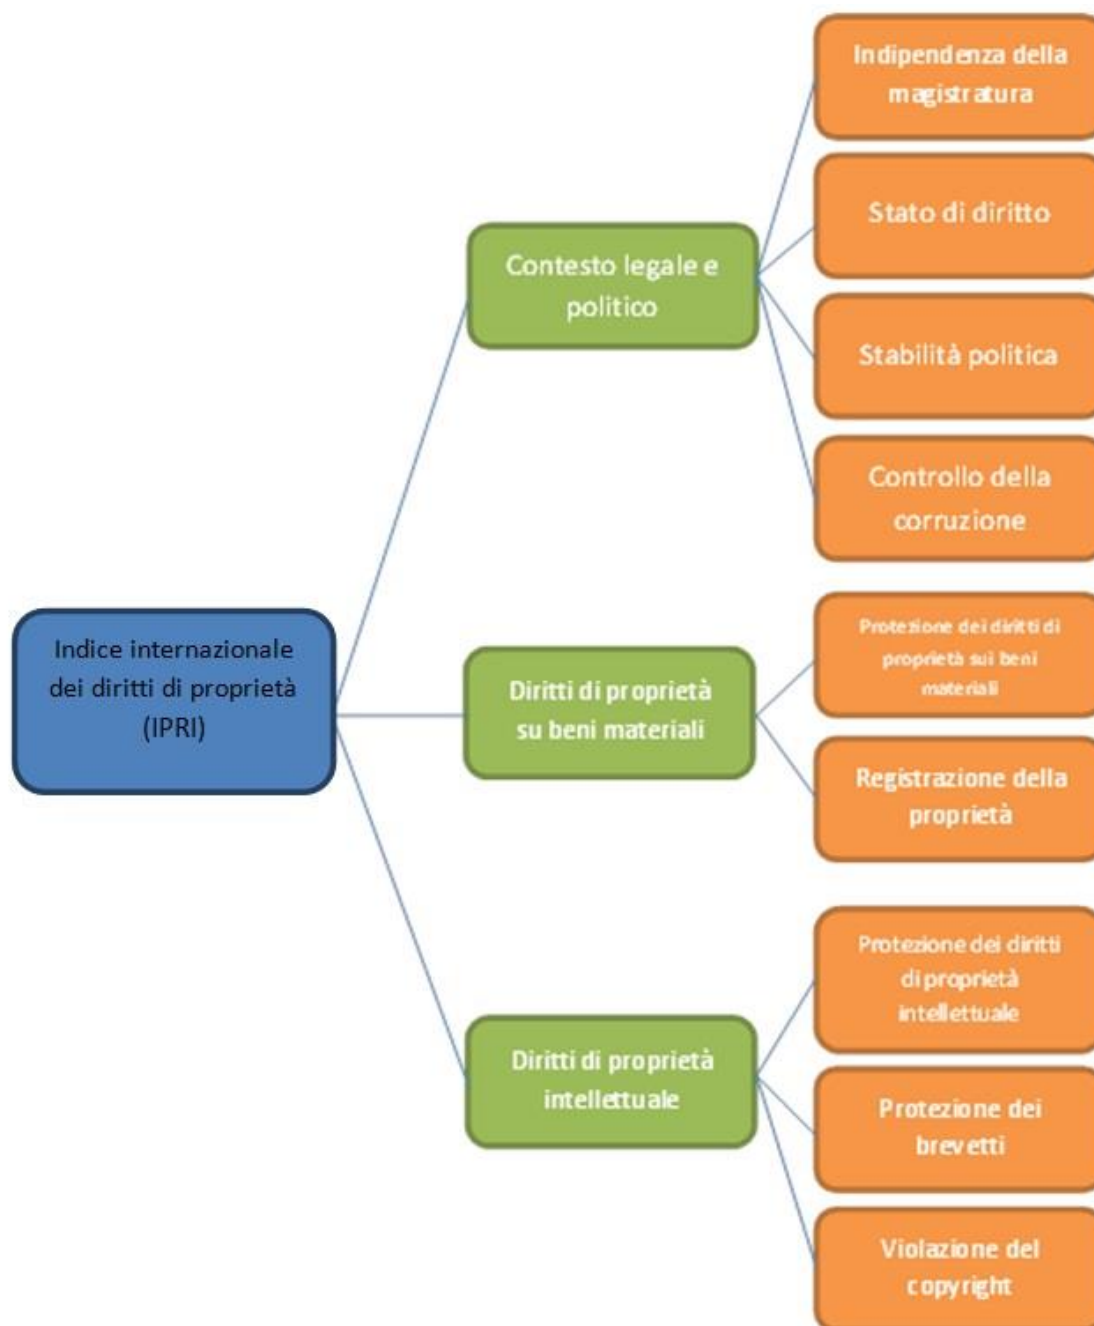 Indipendenza della
magistratura
Stato di diritto
Contesto legale e
politico
Stabilità politica
Controllo della
corruzione
Indice internazionale
dei diritti di proprietà
(IPRI)
Protezione dei diritti di
proprietà sui beni
materiali
Diritti di proprietà
su beni materiali
Registrazione della
proprietà
Protezione dei diritti
di proprietà
intellettuale
Diritti di proprietà
intellettuale
Protezione dei
brevetti
Violazione del
copyright